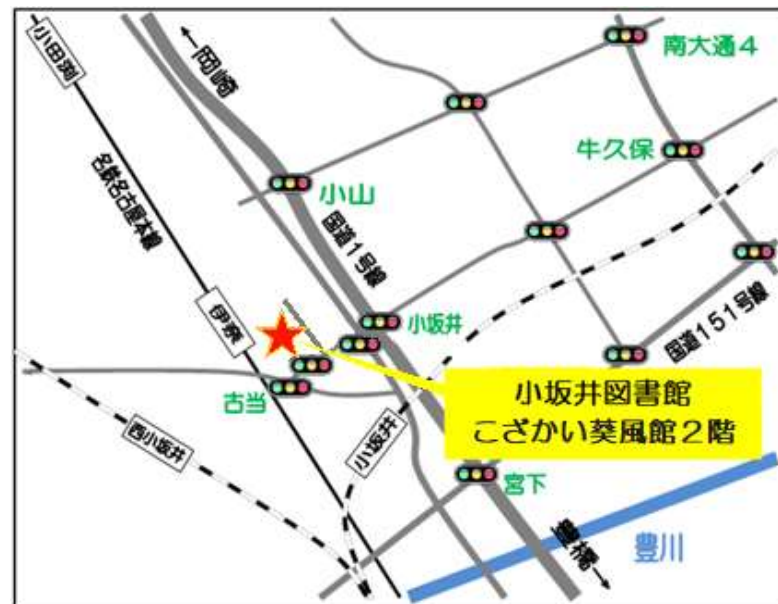 小田渕
←岡崎
南大通4
名鉄名古屋本線
牛久保
小山
国道1号線
伊奈
小坂井
国道151号線
古当
小坂井図書館
こざかい葵風館2階
西小坂井
小坂井
宮下
豊川
豊橋→